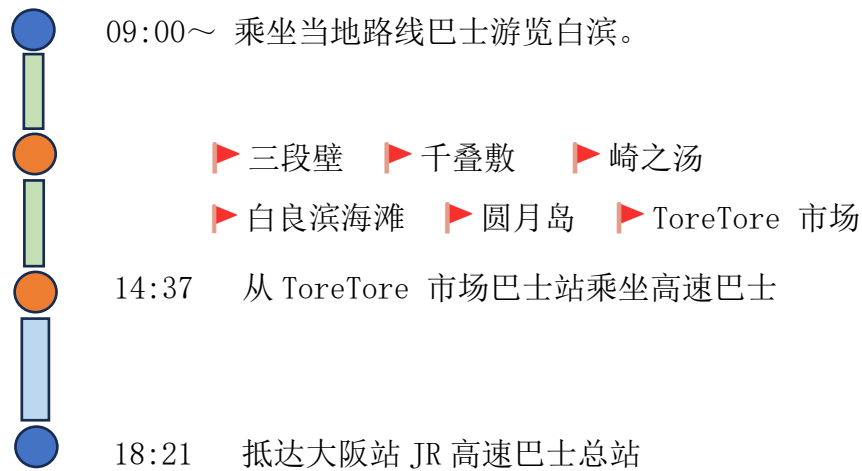 09:00～ 乘坐当地路线巴士游览白滨。
三段壁 千叠敷 崎之汤
白良滨海滩 圆月岛 ToreTore 市场
14:37 从 ToreTore 市场巴士站乘坐高速巴士
18:21 抵达大阪站 JR 高速巴士总站